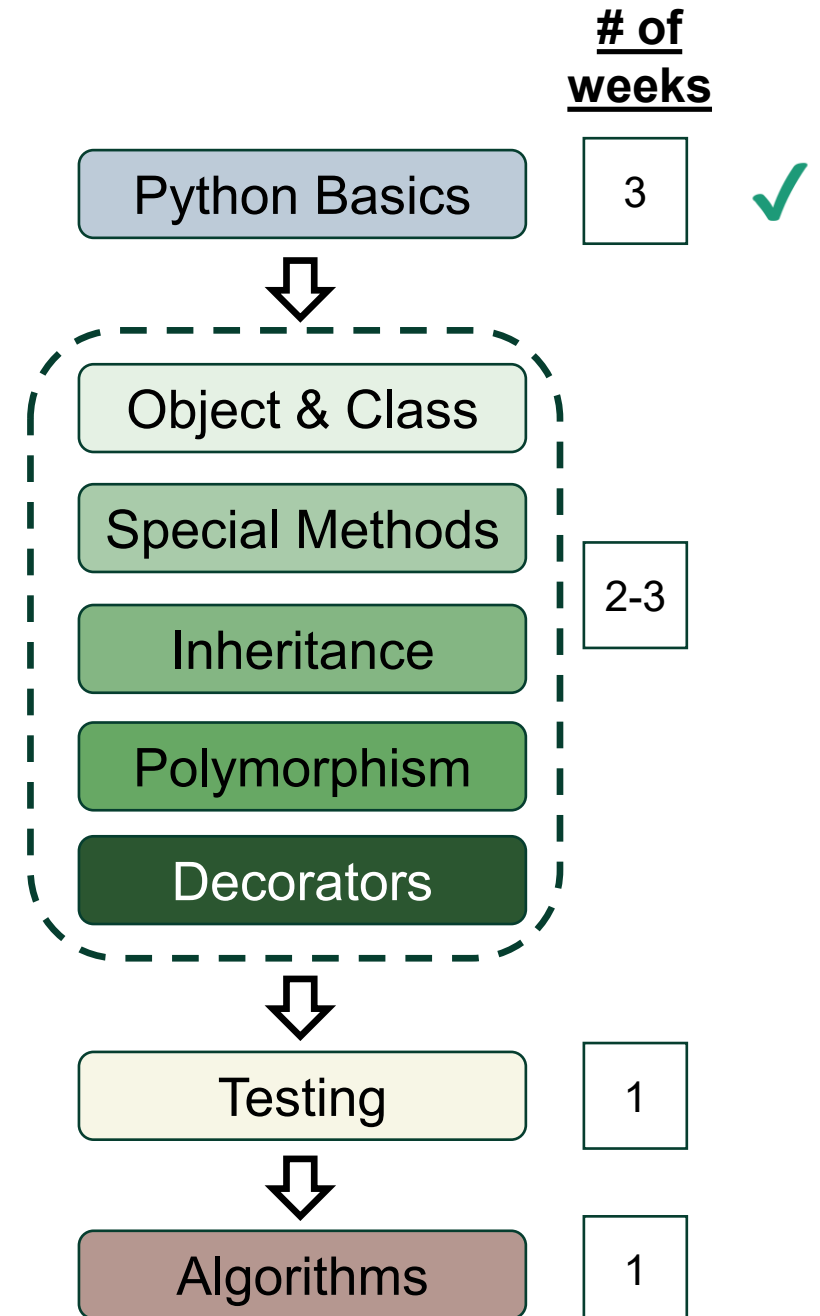 # of
weeks
Python Basics
3
Object & Class
Special Methods
2-3
Inheritance
Polymorphism
Decorators
Testing
1
Algorithms
1